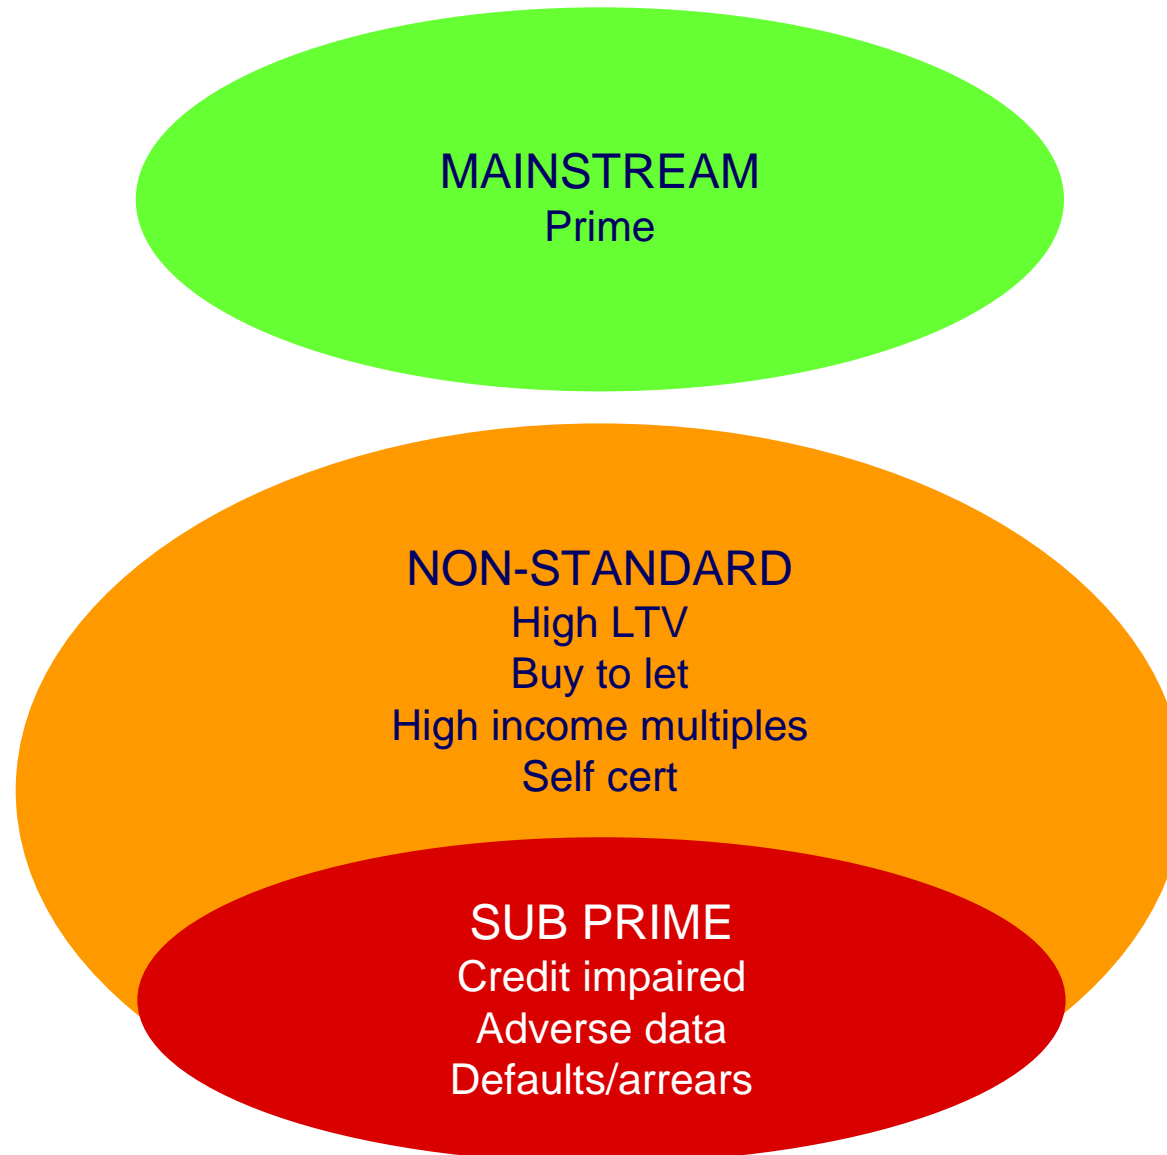 MAINSTREAM
Prime
NON-STANDARD
High LTV
Buy to let
High income multiples
Self cert
SUB PRIME
Credit impaired
Adverse data
Defaults/arrears